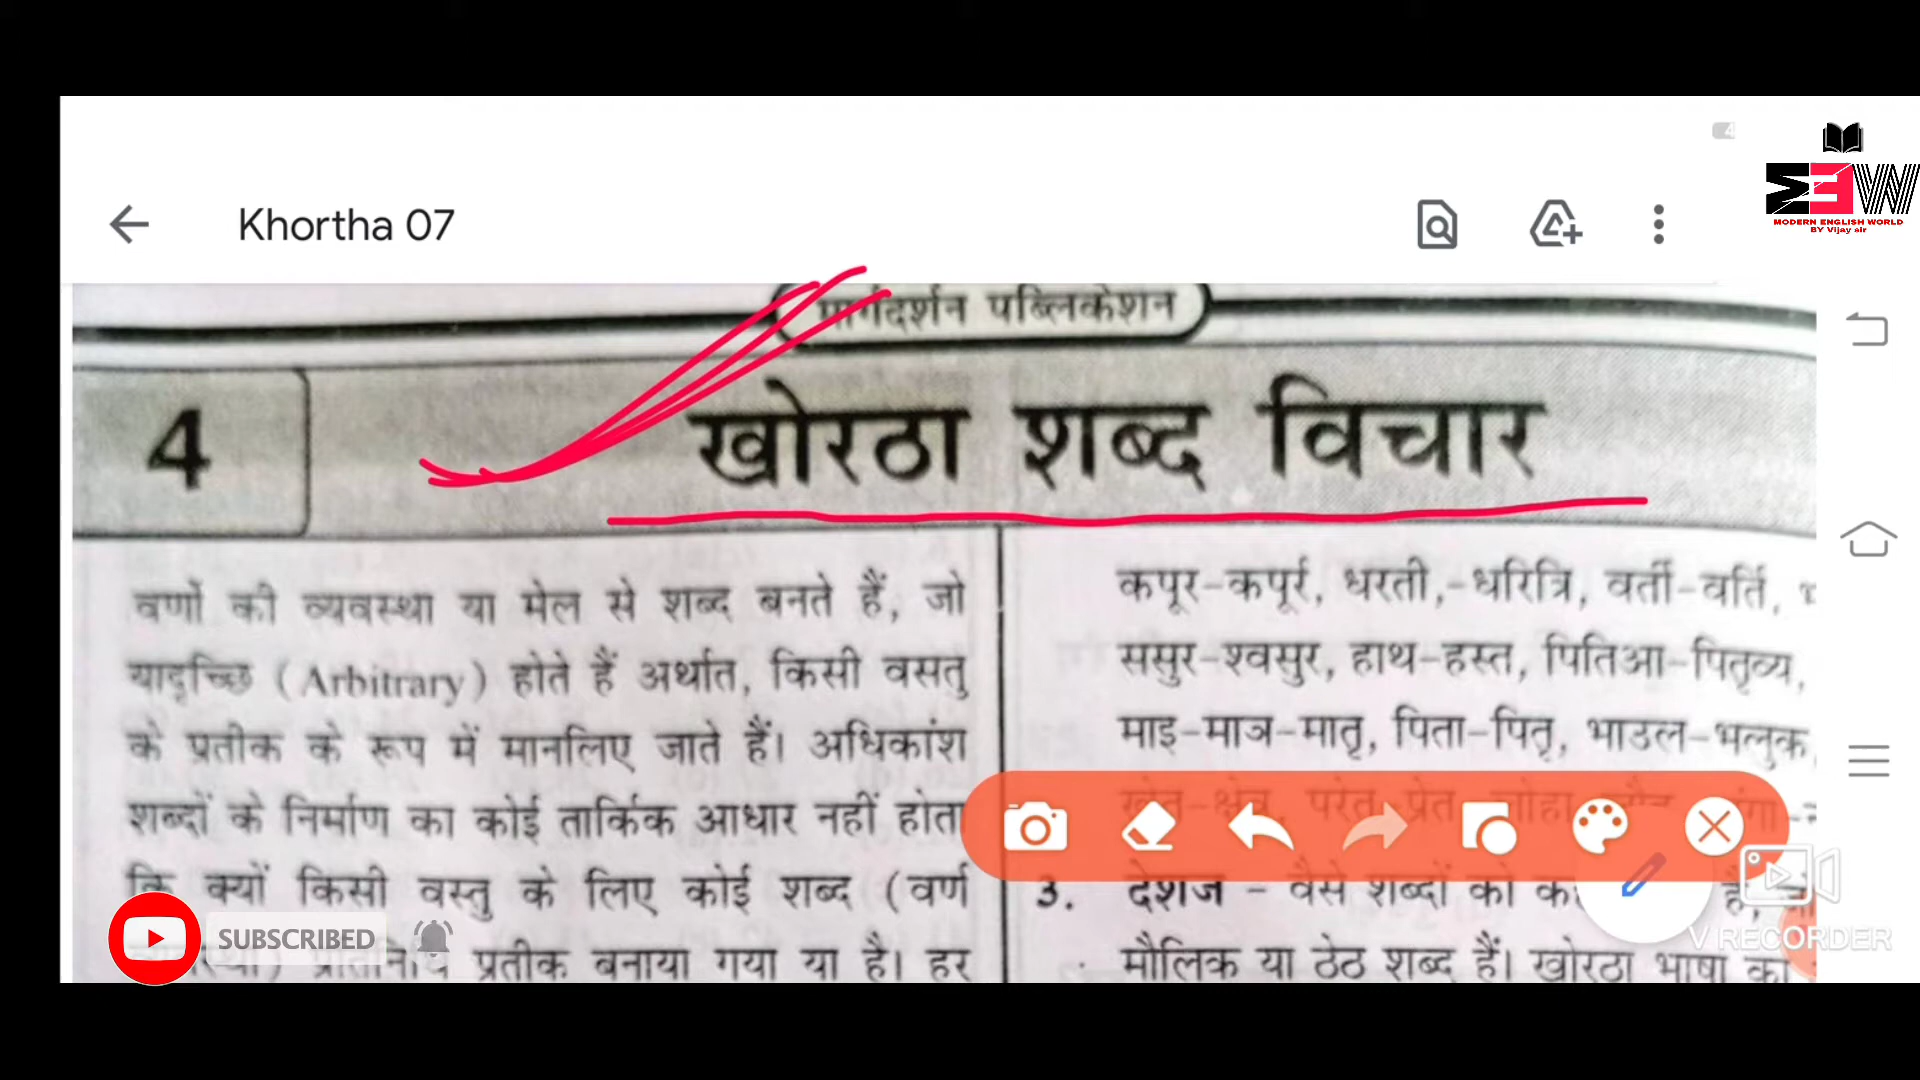 4
MODERN ENGLISH WORLD
BY Vijay sir
Khortha 07
मार्गदर्शन पब्लिकेशन
4 खोरठा शब्द विचार
वर्णों की व्यवस्था या मेल से शब्द बनते हैं, जो
यादृच्छि (Arbitrary) होते हैं अर्थात, किसी वसतु
के प्रतीक के रूप में मानलिए जाते हैं। अधिकांश
शब्दों के निर्माण का कोई तार्किक आधार नहीं होता
कि क्यों किसी वस्तु के लिए कोई शब्द (वर्ण
प्रतीक बनाया गया या है। हर
कपूर-कपूर्र, धरती,-धरित्रि, वर्ती-वर्ति,
ससुर-श्वसुर, हाथ-हस्त, पितिआ-पितृव्य,
माइ-माञ-मातृ, पिता-पितृ, भाउल-भलुक,
खेत-क्षेत्र, परेत-प्रेत
3. देशज - वैसे शब्दों को है,
मौलिक या ठेठ शब्द हैं। खोरठा भाषा का
SUBSCRIBED
V RECORDER